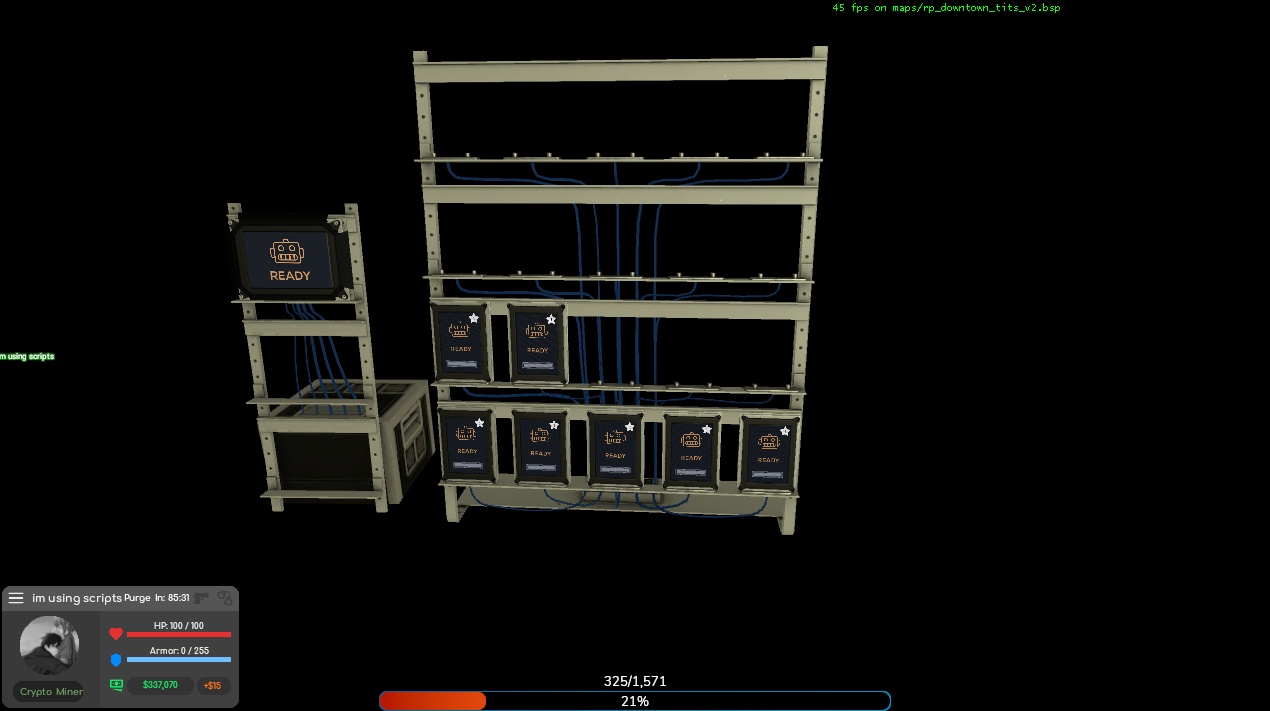 45 fps on maps/rp_downtown_tits_v2.bsp
READY
READY
READY
m using scripts
READY
READY
READY
READY
READY
im using scripts Purge In: 85:31
HP: 100 / 100
Armor: 0 / 255
$337,070 +$15
Crypto Miner
325/1,571
21%